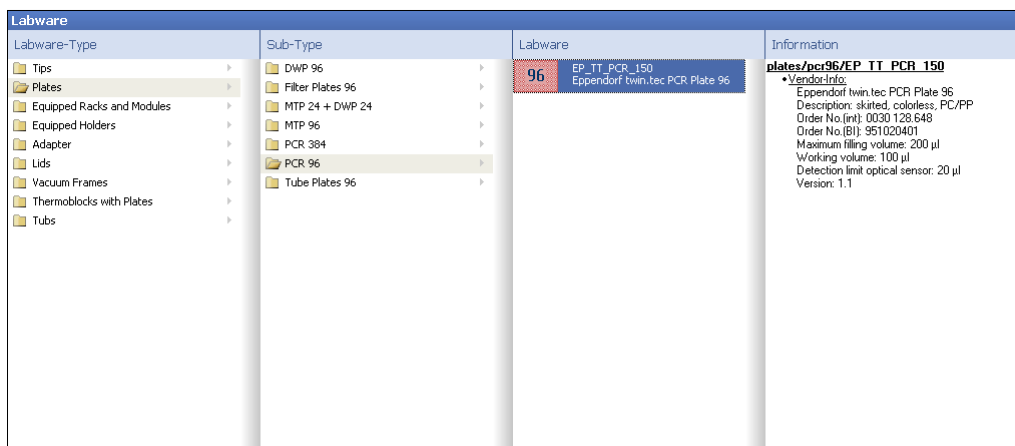 Labware
Labware-Type
Sub-Type
Labware
Information
Tips
Plates
Equipped Racks and Modules
Equipped Holders
Adapter
Lids
Vacuum Frames
Thermoblocks with Plates
Tubs
DWP 96
Filter Plates 96
MTP 24 + DWP 24
MTP 96
PCR 384
PCR 96
Tube Plates 96
96
EP_TT_PCR_150
Eppendorf twin.tec PCR Plate 96
plates/pcr96/EP_TT_PCR_150
•Vendor-Info:
Eppendorf twin.tec PCR Plate 96
Description: skirted, colorless, PC/PP
Order No.(int): 0030 128.648
Order No.(BI): 951020401
Maximum filling volume: 200 µl
Working volume: 100 µl
Detection limit optical sensor: 20 µl
Version: 1.1